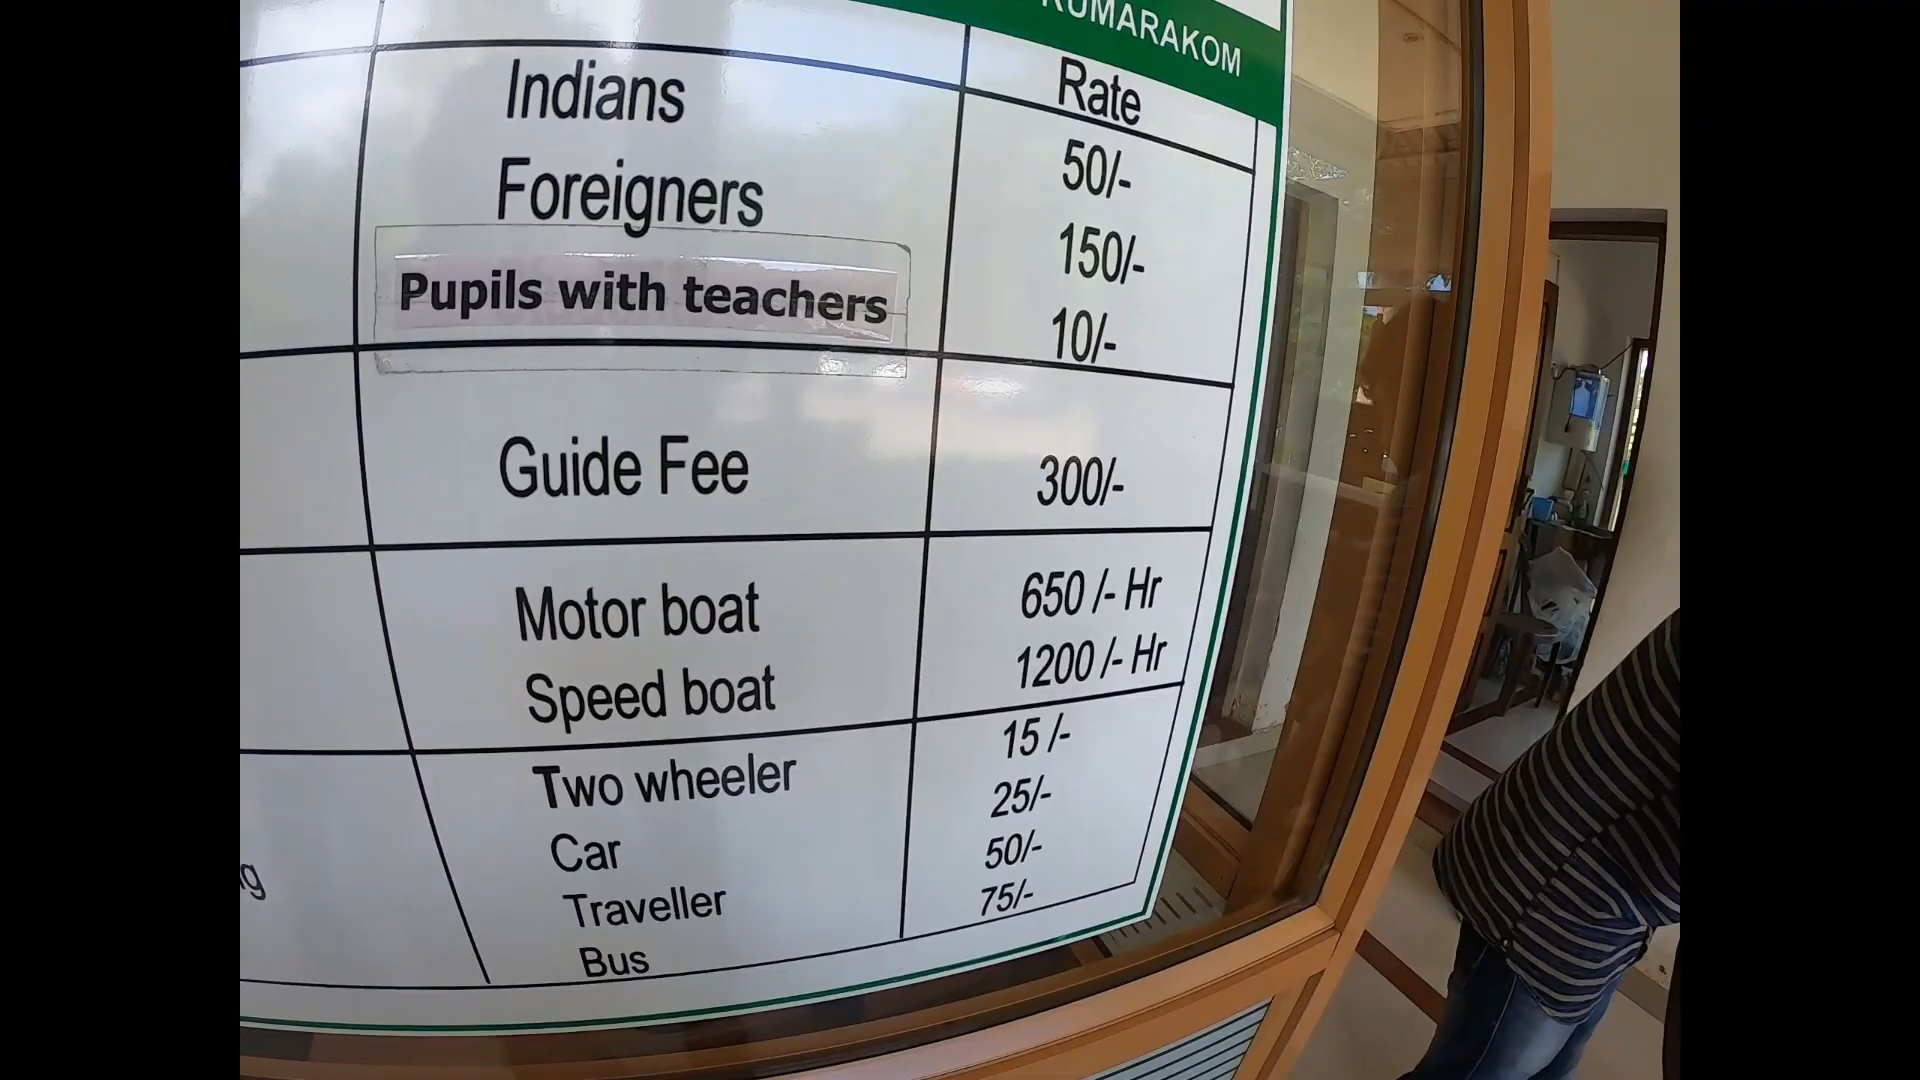 KUMARAKOM
Rate
Indians 50/-
Foreigners 150/-
Pupils with teachers 10/-
Guide Fee 300/-
Motor boat 650 /- Hr
Speed boat 1200 /- Hr
Two wheeler 15 /-
Car 25/-
Traveller 50/-
Bus 75/-